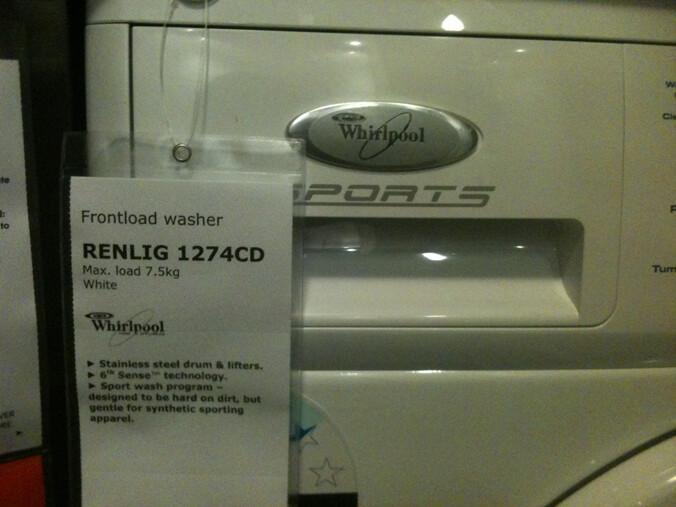 Whirlpool
SPORTS
Frontload washer
RENLIG 1274CD
Max. load 7.5kg
White
Whirlpool
► Stainless steel drum & lifters.
► 6th Sense™ technology.
► Sport wash program –
designed to be hard on dirt, but
gentle for synthetic sporting
apparel.
Tum